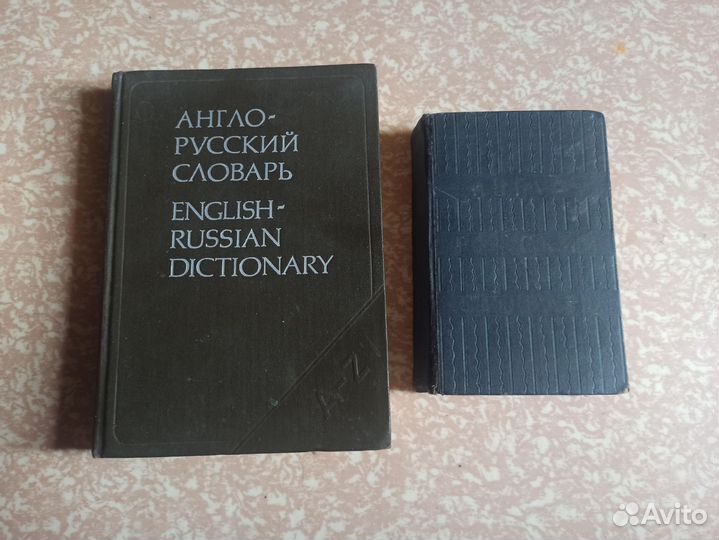 АНГЛО-
РУССКИЙ
СЛОВАРЬ
ENGLISH-
RUSSIAN
DICTIONARY
A-Z
Avito